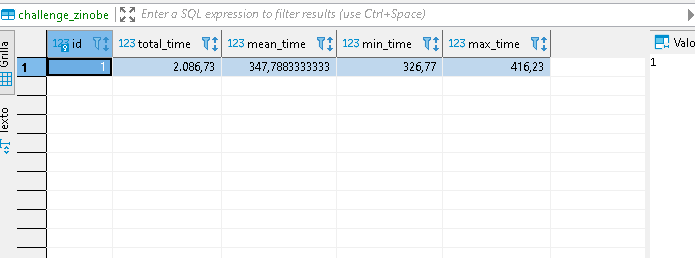 challenge_zinobe Enter a SQL expression to filter results (use Ctrl+Space)
Grilla
Texto
123 id 123 total_time 123 mean_time 123 min_time 123 max_time
1 1 2.086,73 347,7883333333 326,77 416,23
Valo
1